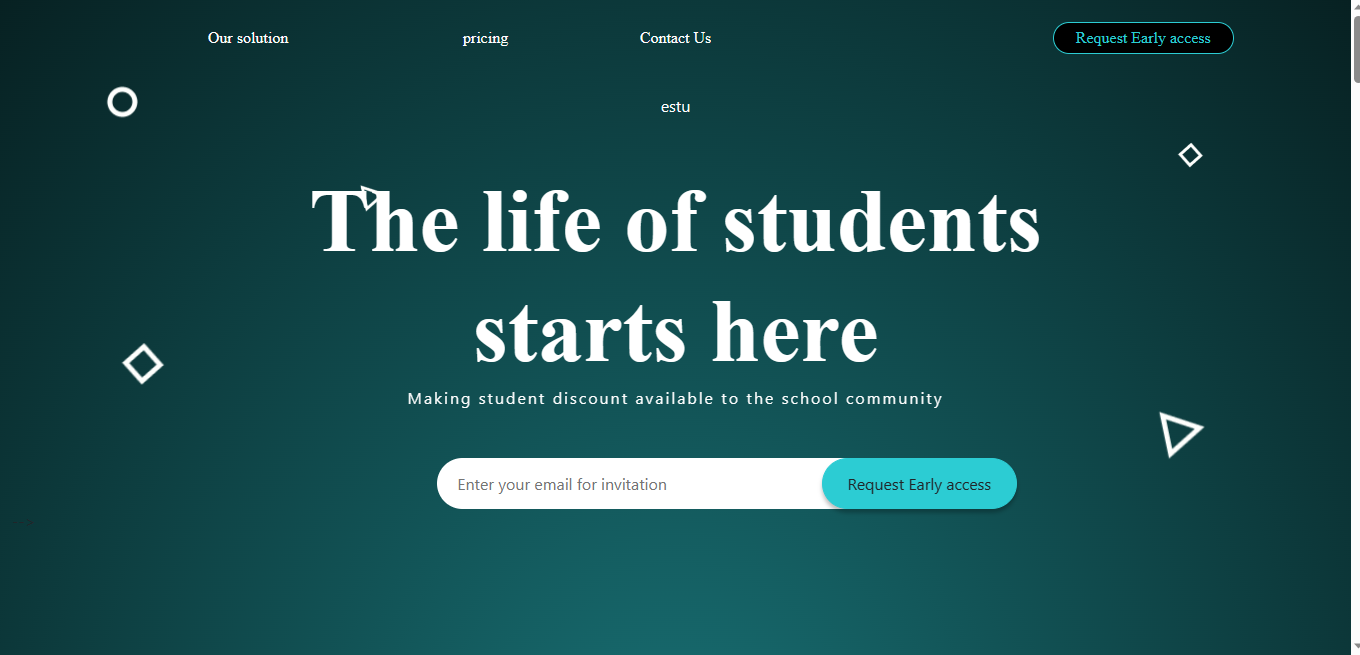 Our solution
pricing
Contact Us
Request Early access
estu
The life of students
starts here
Making student discount available to the school community
Enter your email for invitation
Request Early access